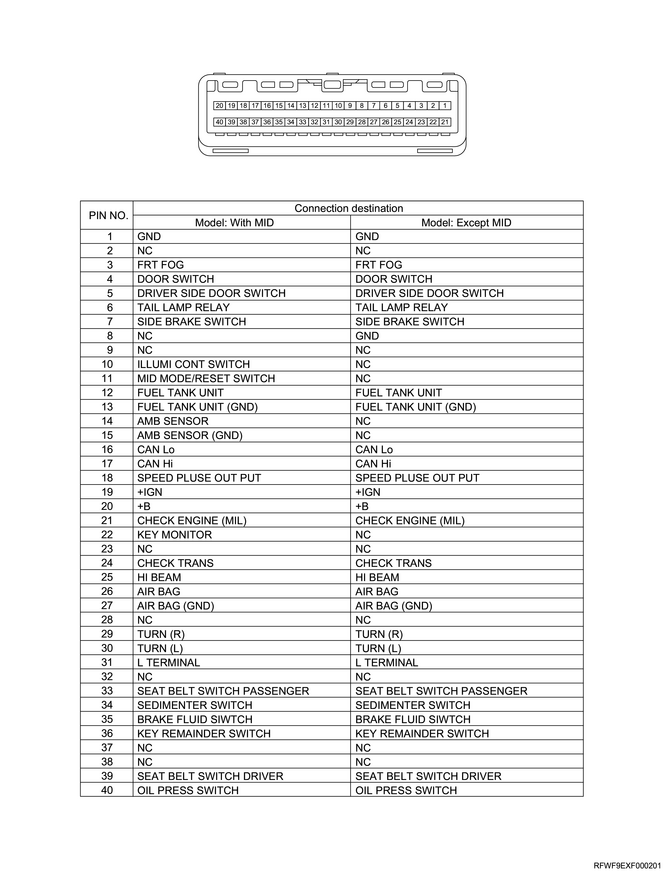 20 19 18 17 16 15 14 13 12 11 10 9 8 7 6 5 4 3 2 1
40 39 38 37 36 35 34 33 32 31 30 29 28 27 26 25 24 23 22 21
PIN NO. Connection destination
Model: With MID Model: Except MID
1 GND GND
2 NC NC
3 FRT FOG FRT FOG
4 DOOR SWITCH DOOR SWITCH
5 DRIVER SIDE DOOR SWITCH DRIVER SIDE DOOR SWITCH
6 TAIL LAMP RELAY TAIL LAMP RELAY
7 SIDE BRAKE SWITCH SIDE BRAKE SWITCH
8 NC GND
9 NC NC
10 ILLUMI CONT SWITCH NC
11 MID MODE/RESET SWITCH NC
12 FUEL TANK UNIT FUEL TANK UNIT
13 FUEL TANK UNIT (GND) FUEL TANK UNIT (GND)
14 AMB SENSOR NC
15 AMB SENSOR (GND) NC
16 CAN Lo CAN Lo
17 CAN Hi CAN Hi
18 SPEED PLUSE OUT PUT SPEED PLUSE OUT PUT
19 +IGN +IGN
20 +B +B
21 CHECK ENGINE (MIL) CHECK ENGINE (MIL)
22 KEY MONITOR NC
23 NC NC
24 CHECK TRANS CHECK TRANS
25 HI BEAM HI BEAM
26 AIR BAG AIR BAG
27 AIR BAG (GND) AIR BAG (GND)
28 NC NC
29 TURN (R) TURN (R)
30 TURN (L) TURN (L)
31 L TERMINAL L TERMINAL
32 NC NC
33 SEAT BELT SWITCH PASSENGER SEAT BELT SWITCH PASSENGER
34 SEDIMENTER SWITCH SEDIMENTER SWITCH
35 BRAKE FLUID SIWTCH BRAKE FLUID SIWTCH
36 KEY REMAINDER SWITCH KEY REMAINDER SWITCH
37 NC NC
38 NC NC
39 SEAT BELT SWITCH DRIVER SEAT BELT SWITCH DRIVER
40 OIL PRESS SWITCH OIL PRESS SWITCH
RFWF9EXF000201